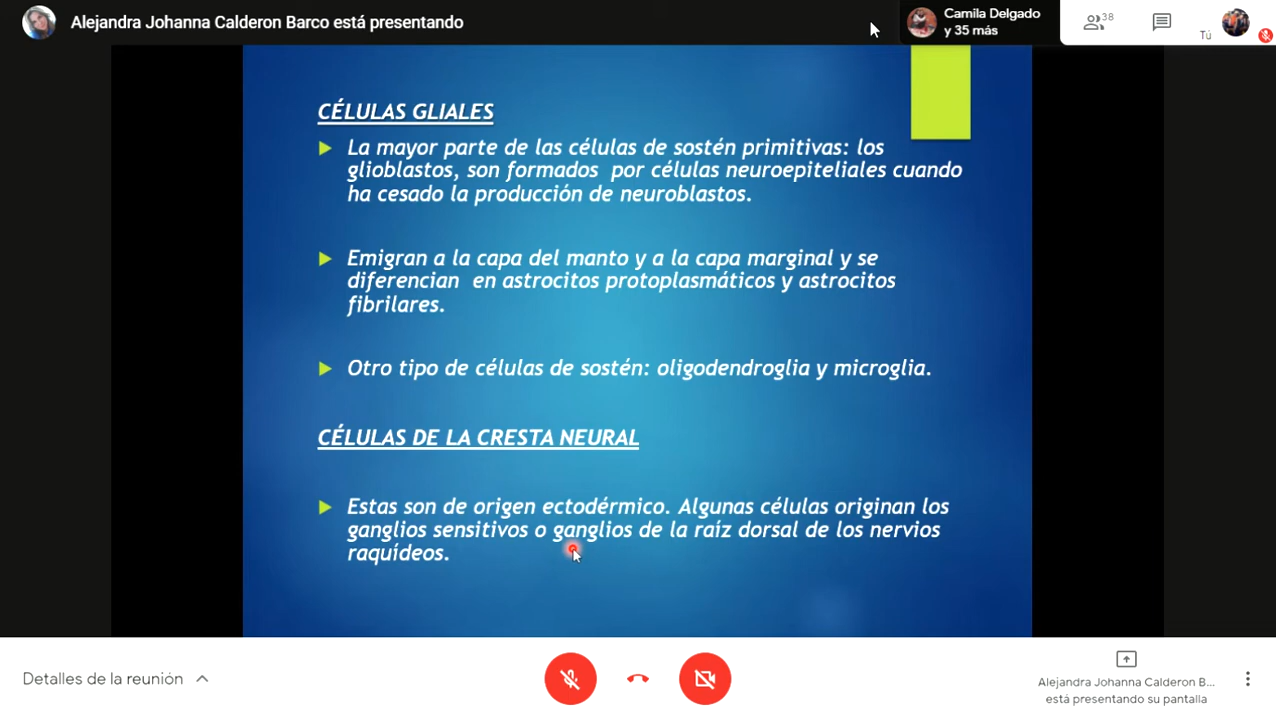 Alejandra Johanna Calderon Barco está presentando
Camila Delgado
y 35 más
38
Tú
CÉLULAS GLIALES
La mayor parte de las células de sostén primitivas: los
glioblastos, son formados por células neuroepiteliales cuando
ha cesado la producción de neuroblastos.
Emigran a la capa del manto y a la capa marginal y se
diferencian en astrocitos protoplasmáticos y astrocitos
fibrilares.
Otro tipo de células de sostén: oligodendroglia y microglia.
CÉLULAS DE LA CRESTA NEURAL
Estas son de origen ectodérmico. Algunas células originan los
ganglios sensitivos o ganglios de la raíz dorsal de los nervios
raquídeos.
Detalles de la reunión
Alejandra Johanna Calderon B...
está presentando su pantalla